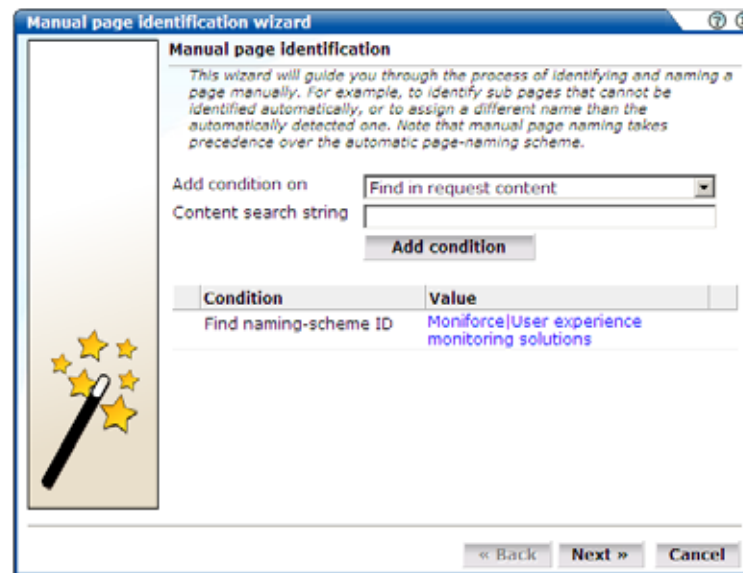 Manual page identification wizard
Manual page identification
This wizard will guide you through the process of identifying and naming a
page manually. For example, to identify sub pages that cannot be
identified automatically, or to assign a different name than the
automatically detected one. Note that manual page naming takes
precedence over the automatic page-naming scheme.
Add condition on Find in request content
Content search string
Add condition
Condition Value
Find naming-scheme ID Moniforce|User experience
monitoring solutions
« Back Next » Cancel